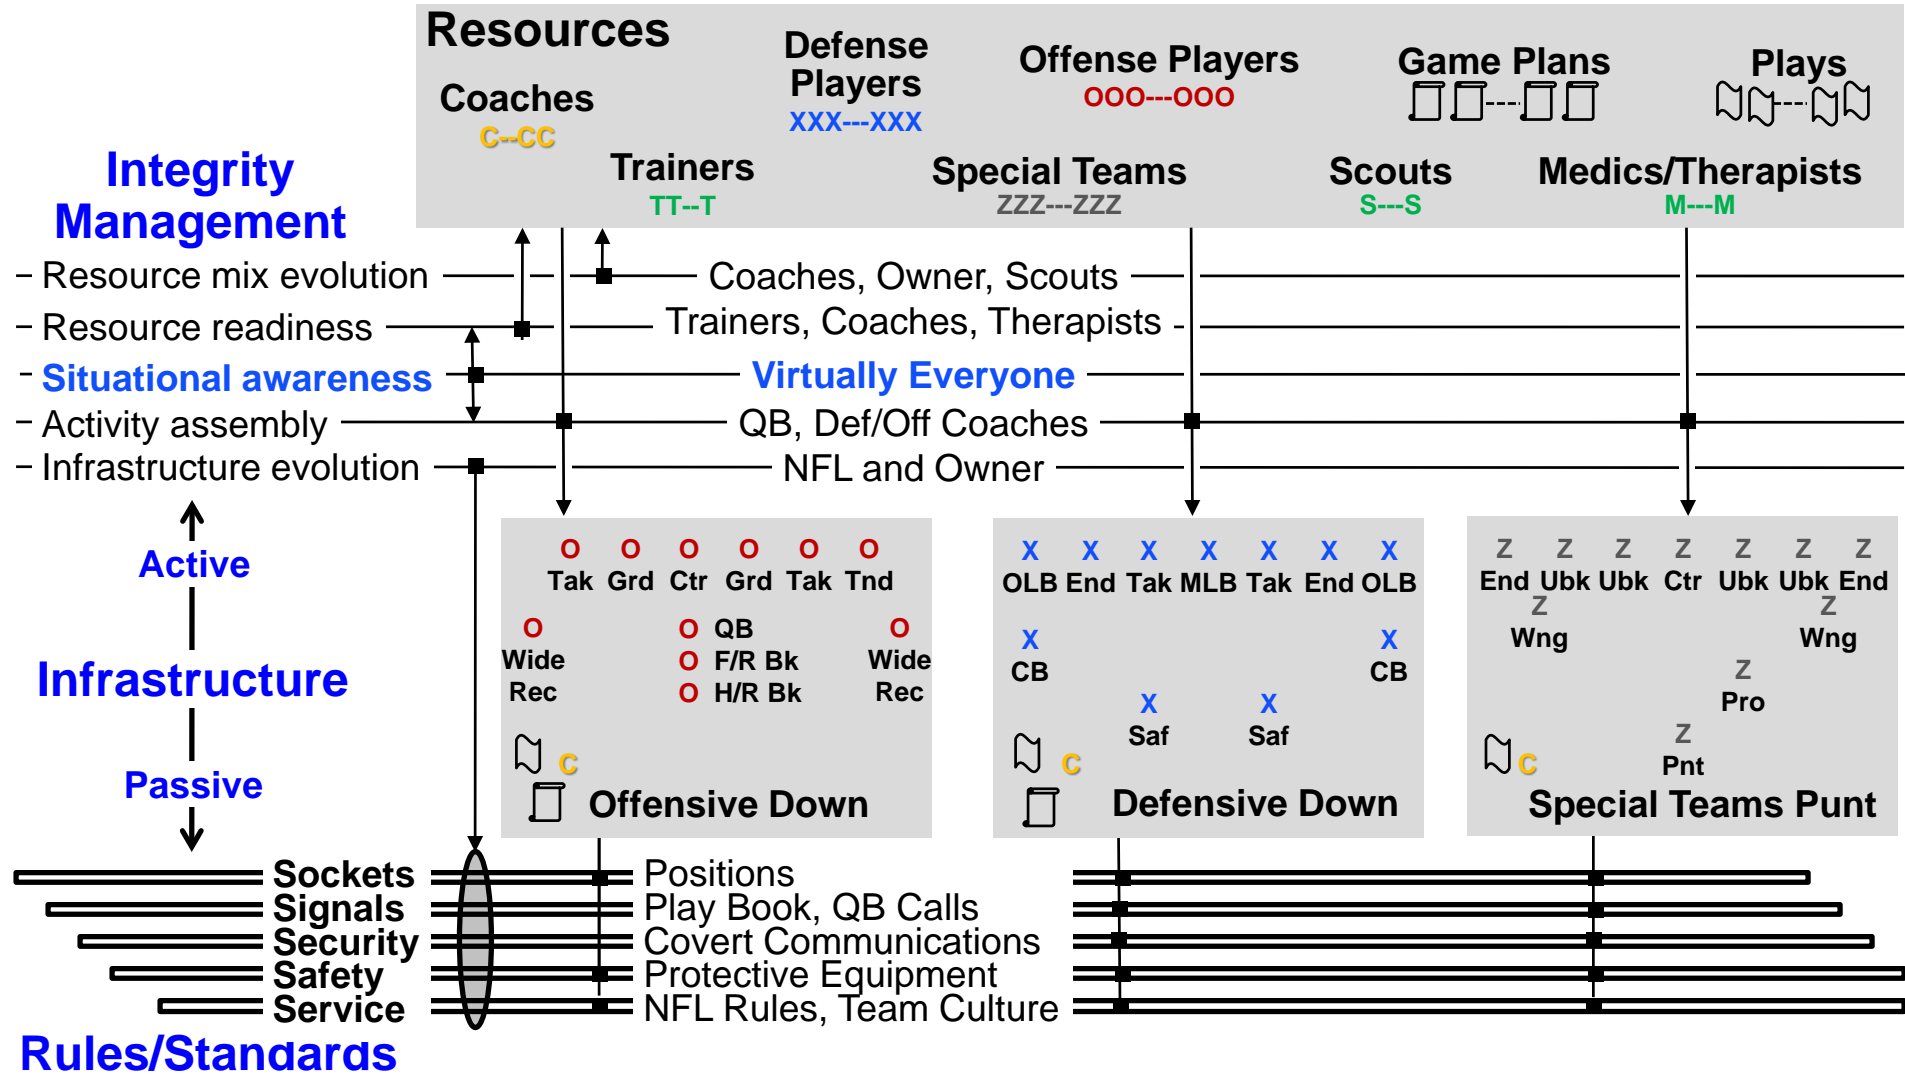 Resources
Coaches
C--CC
Defense
Players
XXX---XXX
Offense Players
OOO---OOO
Game Plans
Plays
Trainers
TT--T
Special Teams
ZZZ---ZZZ
Scouts
S---S
Medics/Therapists
M---M
Integrity
Management
– Resource mix evolution
Coaches, Owner, Scouts
– Resource readiness
Trainers, Coaches, Therapists
– Situational awareness
Virtually Everyone
– Activity assembly
QB, Def/Off Coaches
– Infrastructure evolution
NFL and Owner
Active
Infrastructure
Passive
O O O O O O
Tak Grd Ctr Grd Tak Tnd
O O QB O
Wide O F/R Bk Wide
Rec O H/R Bk Rec
C
Offensive Down
X X X X X X X
OLB End Tak MLB Tak End OLB
X X
CB CB
X X
Saf Saf
C
Defensive Down
Z Z Z Z Z Z Z
End Ubk Ubk Ctr Ubk Ubk End
Z Z
Wng Wng
Z
Pro
Z
Pnt
C
Special Teams Punt
Sockets Positions
Signals Play Book, QB Calls
Security Covert Communications
Safety Protective Equipment
Service NFL Rules, Team Culture
Rules/Standards